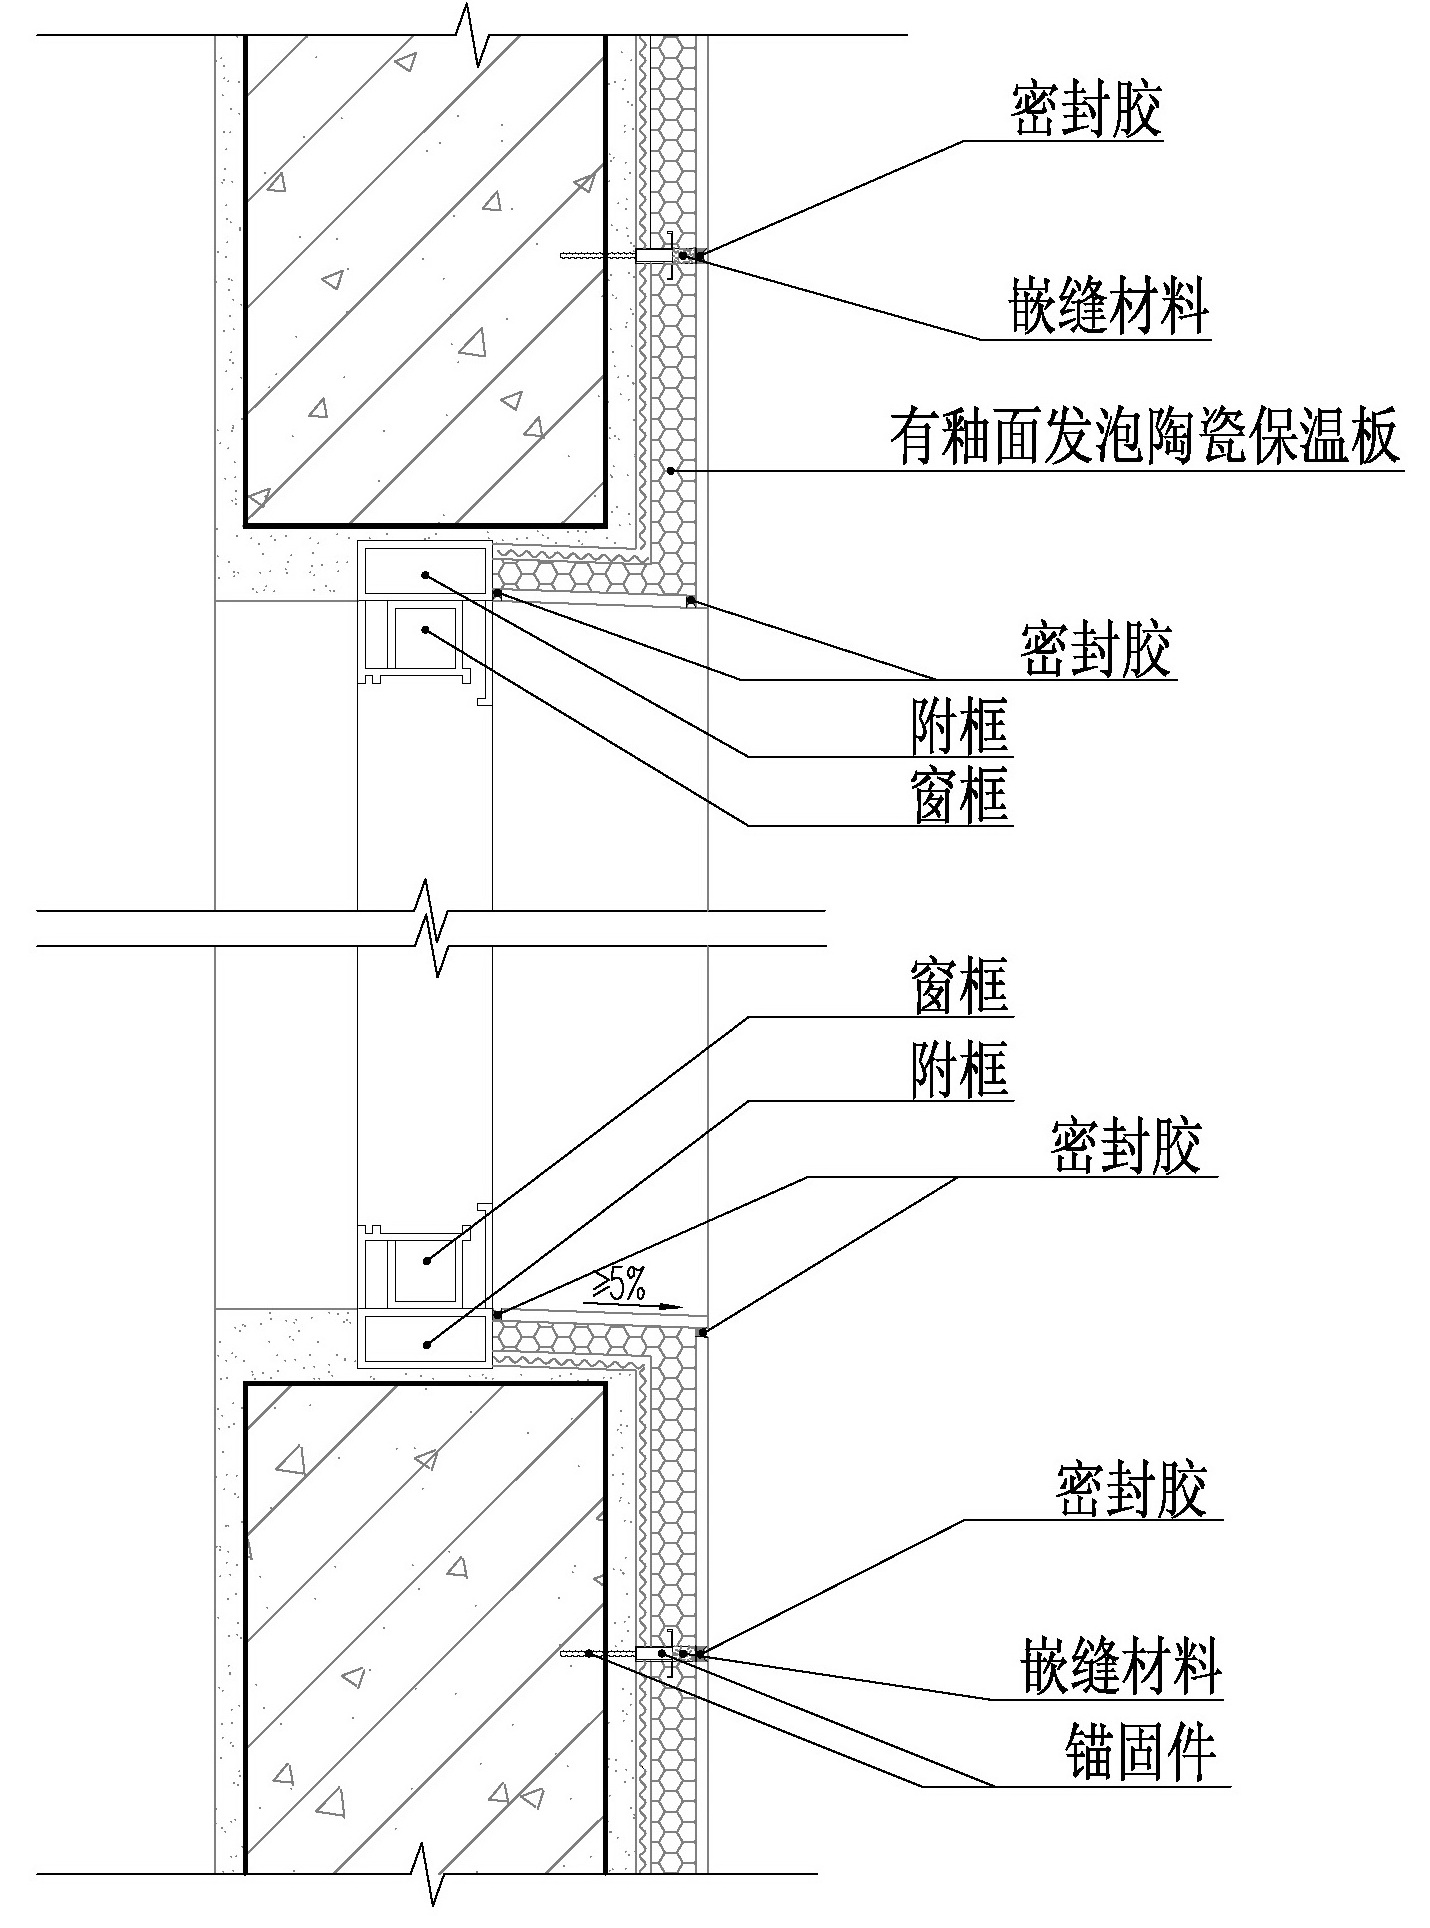 密封胶
嵌缝材料
有釉面发泡陶瓷保温板
密封胶
附框
窗框
窗框
附框
密封胶
≥5%
密封胶
嵌缝材料
锚固件